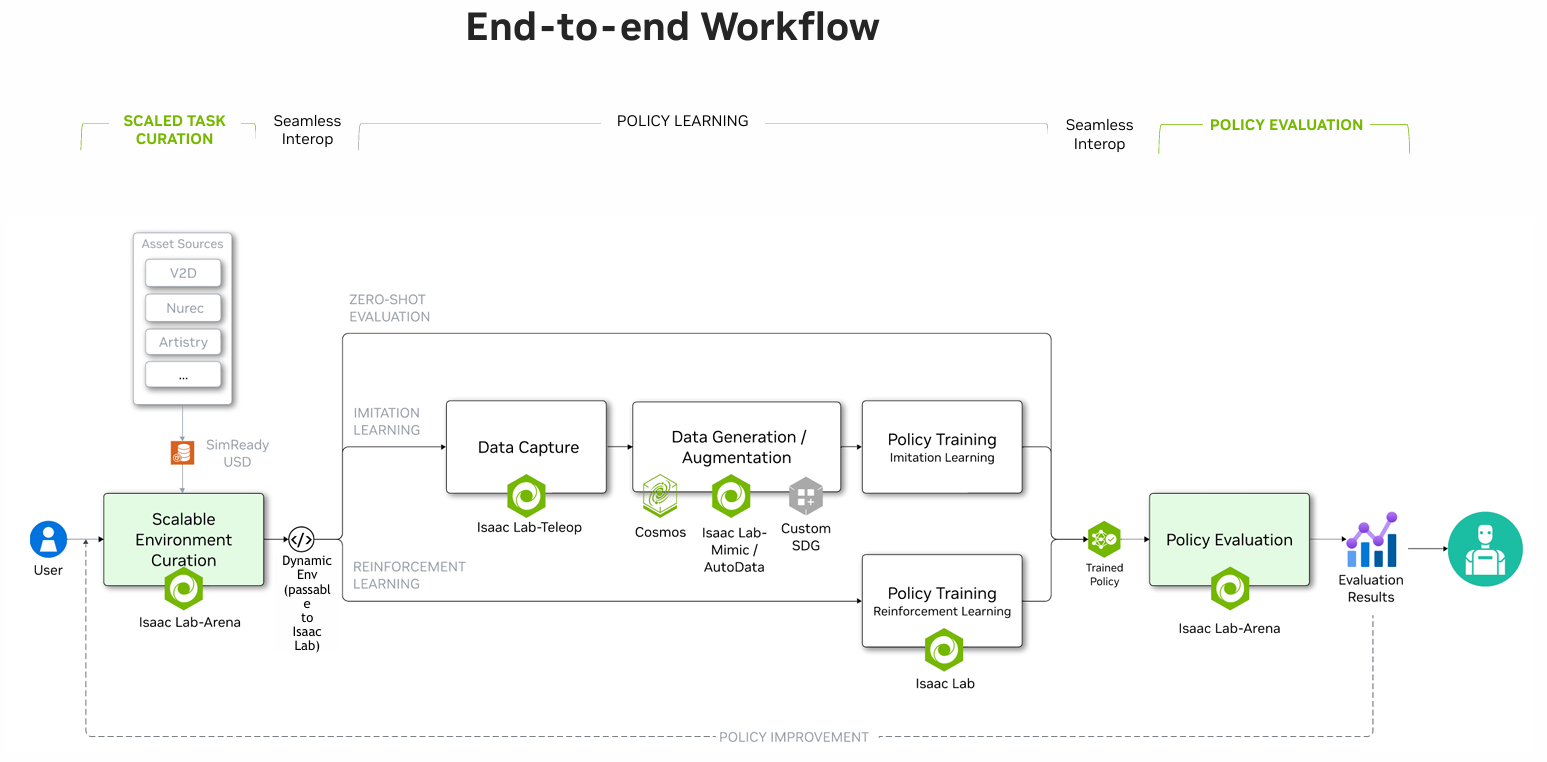 End-to-end Workflow
SCALED TASK
CURATION
Seamless
Interop
POLICY LEARNING
Seamless
Interop
POLICY EVALUATION
Asset Sources
V2D
Nurec
Artistry
...
SimReady
USD
ZERO-SHOT
EVALUATION
IMITATION
LEARNING
Data Capture
Isaac Lab-Teleop
Data Generation /
Augmentation
Cosmos
Isaac Lab-
Mimic /
AutoData
Custom
SDG
Policy Training
Imitation Learning
User
Scalable
Environment
Curation
Isaac Lab-Arena
</>
Dynamic
Env
(passabl
e
to
Isaac
Lab)
REINFORCEMENT
LEARNING
Policy Training
Reinforcement Learning
Isaac Lab
Trained
Policy
Policy Evaluation
Isaac Lab-Arena
Evaluation
Results
POLICY IMPROVEMENT